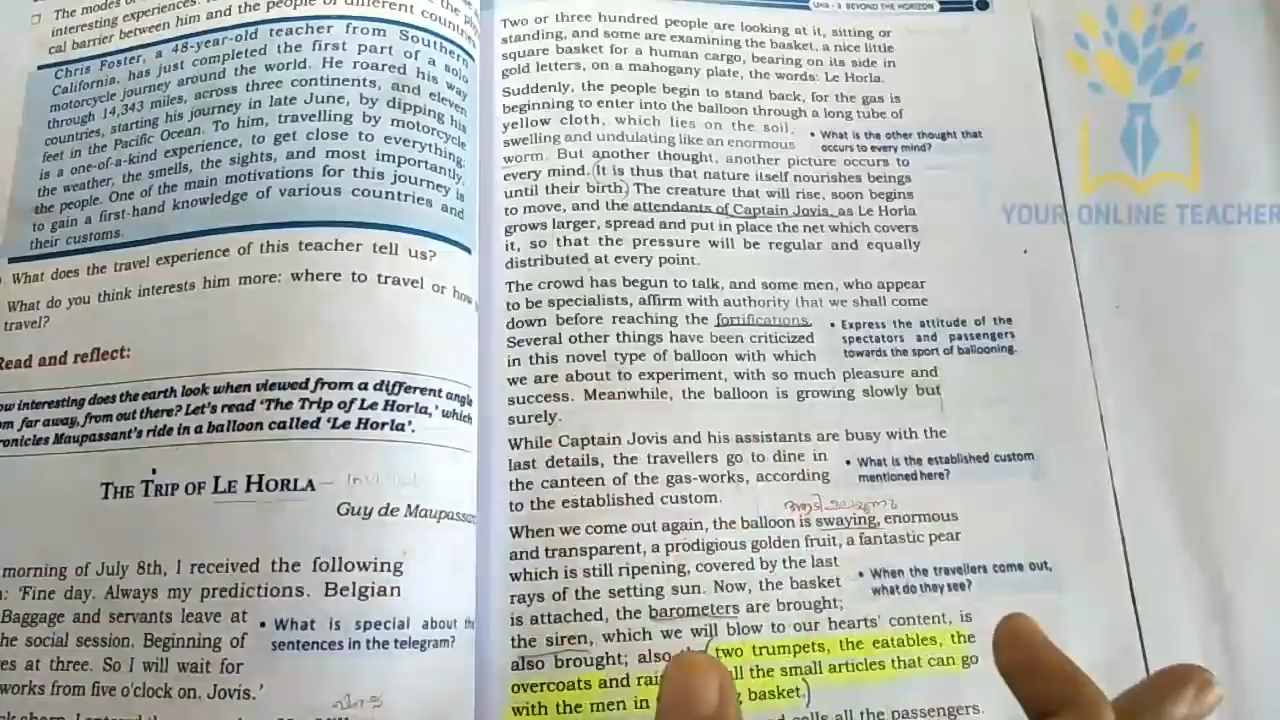 ❑ The modes of
interesting experiences.
cal barrier between him and the people of different countries
Chris Foster, a 48-year-old teacher from Southern
California, has just completed the first part of a solo
motorcycle journey around the world. He roared his way
through 14,343 miles, across three continents, and eleven
countries, starting his journey in late June, by dipping his
feet in the Pacific Ocean. To him, travelling by motorcycle
is a one-of-a-kind experience, to get close to everything:
the weather, the smells, the sights, and most importantly,
the people. One of the main motivations for this journey is
to gain a first-hand knowledge of various countries and
their customs.
What does the travel experience of this teacher tell us?
What do you think interests him more: where to travel or how
travel?
Read and reflect:
ow interesting does the earth look when viewed from a different angle
om far away, from out there? Let's read 'The Trip of Le Horla,' which
ronicles Maupassant's ride in a balloon called 'Le Horla'.
THE TRIP OF LE HORLA
Guy de Maupassa
morning of July 8th, I received the following
: 'Fine day. Always my predictions. Belgian
Baggage and servants leave at
he social session. Beginning of
es at three. So I will wait for
works from five o'clock on. Jovis.'
• What is special about the
sentences in the telegram?
Unit - 3 BEYOND THE HORIZON
Two or three hundred people are looking at it, sitting or
standing, and some are examining the basket, a nice little
square basket for a human cargo, bearing on its side in
gold letters, on a mahogany plate, the words: Le Horla.
Suddenly, the people begin to stand back, for the gas is
beginning to enter into the balloon through a long tube of
yellow cloth, which lies on the soil,
swelling and undulating like an enormous
worm. But another thought, another picture occurs to
every mind. It is thus that nature itself nourishes beings
until their birth. The creature that will rise, soon begins
to move, and the attendants of Captain Jovis, as Le Horla
grows larger, spread and put in place the net which covers
it, so that the pressure will be regular and equally
distributed at every point.
• What is the other thought that
occurs to every mind?
The crowd has begun to talk, and some men, who appear
to be specialists, affirm with authority that we shall come
down before reaching the fortifications.
Several other things have been criticized
in this novel type of balloon with which
we are about to experiment, with so much pleasure and
success. Meanwhile, the balloon is growing slowly but
surely.
• Express the attitude of the
spectators and passengers
towards the sport of ballooning.
While Captain Jovis and his assistants are busy with the
last details, the travellers go to dine in
the canteen of the gas-works, according
to the established custom.
• What is the established custom
mentioned here?
When we come out again, the balloon is swaying, enormous
and transparent, a prodigious golden fruit, a fantastic pear
which is still ripening, covered by the last
rays of the setting sun. Now, the basket
is attached, the barometers are brought;
the siren, which we will blow to our hearts' content, is
also brought; also two trumpets, the eatables, the
overcoats and all the small articles that can go
with the men in basket.
• When the travellers come out,
what do they see?
calls all the passengers.
YOUR ONLINE TEACHER